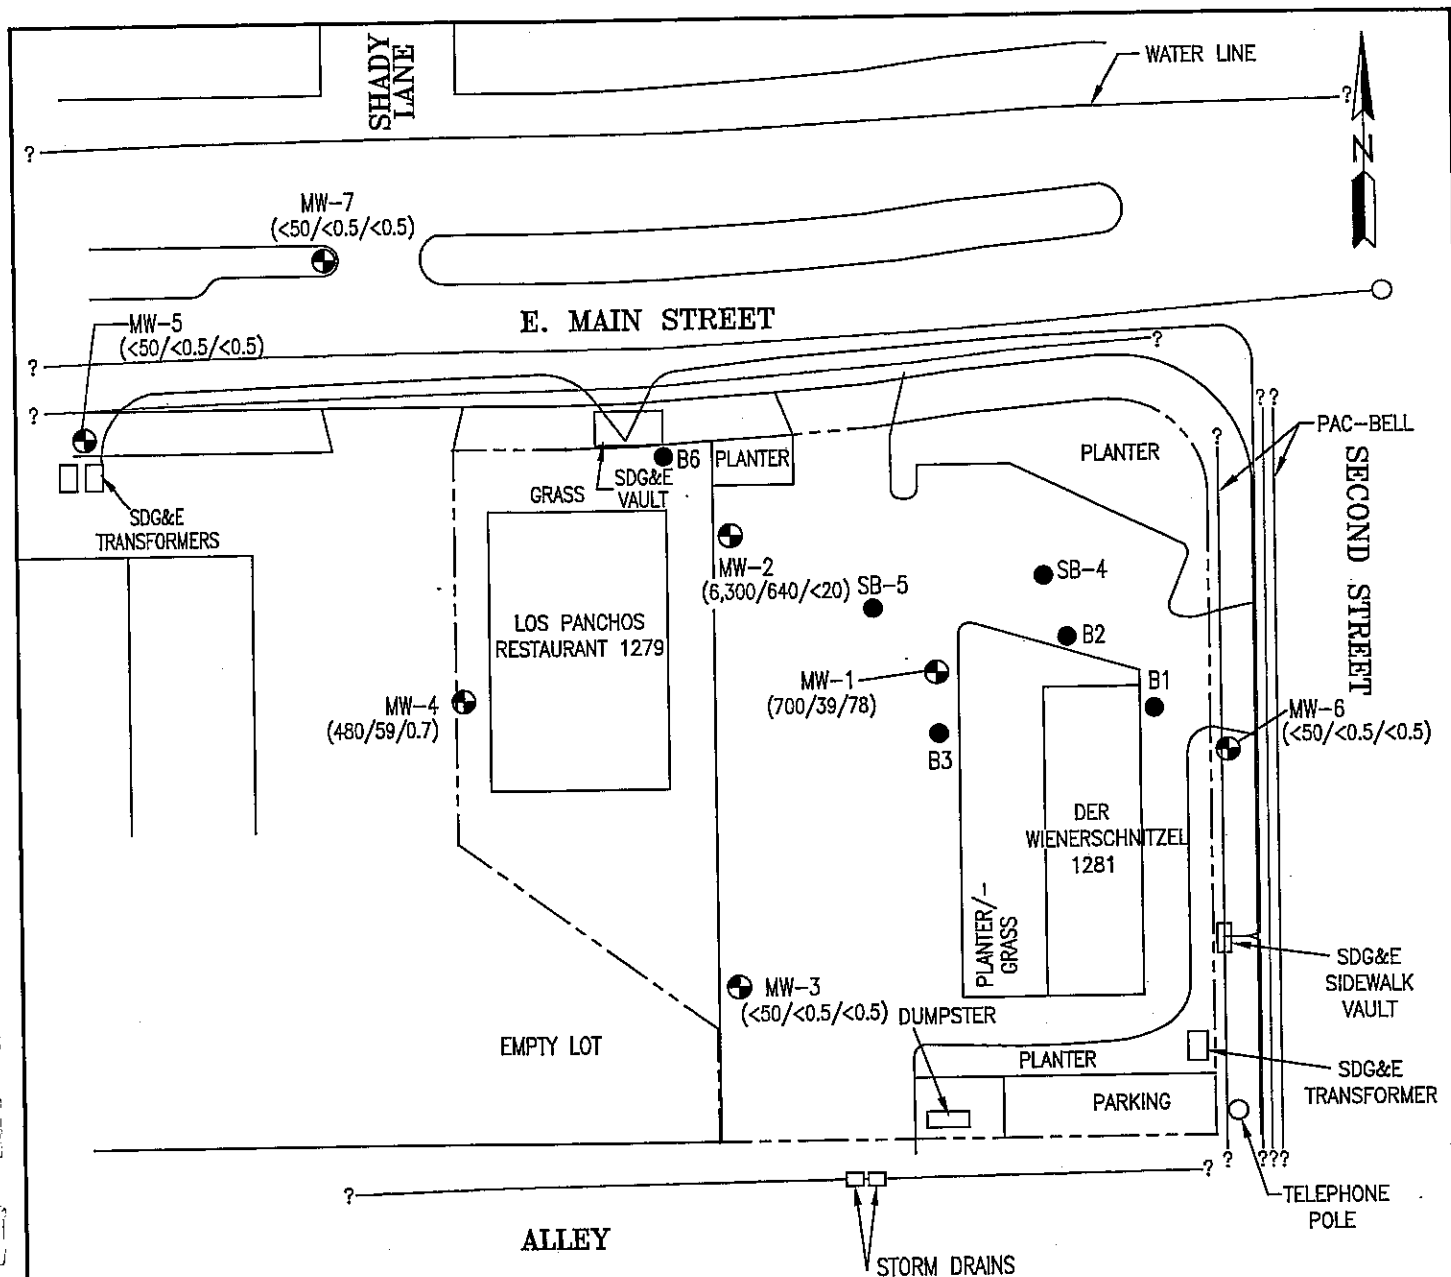 SHADY
LANE
WATER LINE
?
?
N
MW-7
(<50/<0.5/<0.5)
MW-5
(<50/<0.5/<0.5)
E. MAIN STREET
?
?
?
??
?
PAC-BELL
SECOND STREET
PLANTER
B6
PLANTER
GRASS
SDG&E
VAULT
SDG&E
TRANSFORMERS
MW-2
(6,300/640/<20)
SB-5
SB-4
B2
LOS PANCHOS
RESTAURANT 1279
MW-1
(700/39/78)
B1
MW-4
(480/59/0.7)
MW-6
(<50/<0.5/<0.5)
B3
DER
WIENERSCHNITZEL
1281
PLANTER/-
GRASS
SDG&E
SIDEWALK
VAULT
MW-3
(<50/<0.5/<0.5)
DUMPSTER
EMPTY LOT
PLANTER
SDG&E
TRANSFORMER
PARKING
?
???
?
?
TELEPHONE
POLE
ALLEY
STORM DRAINS